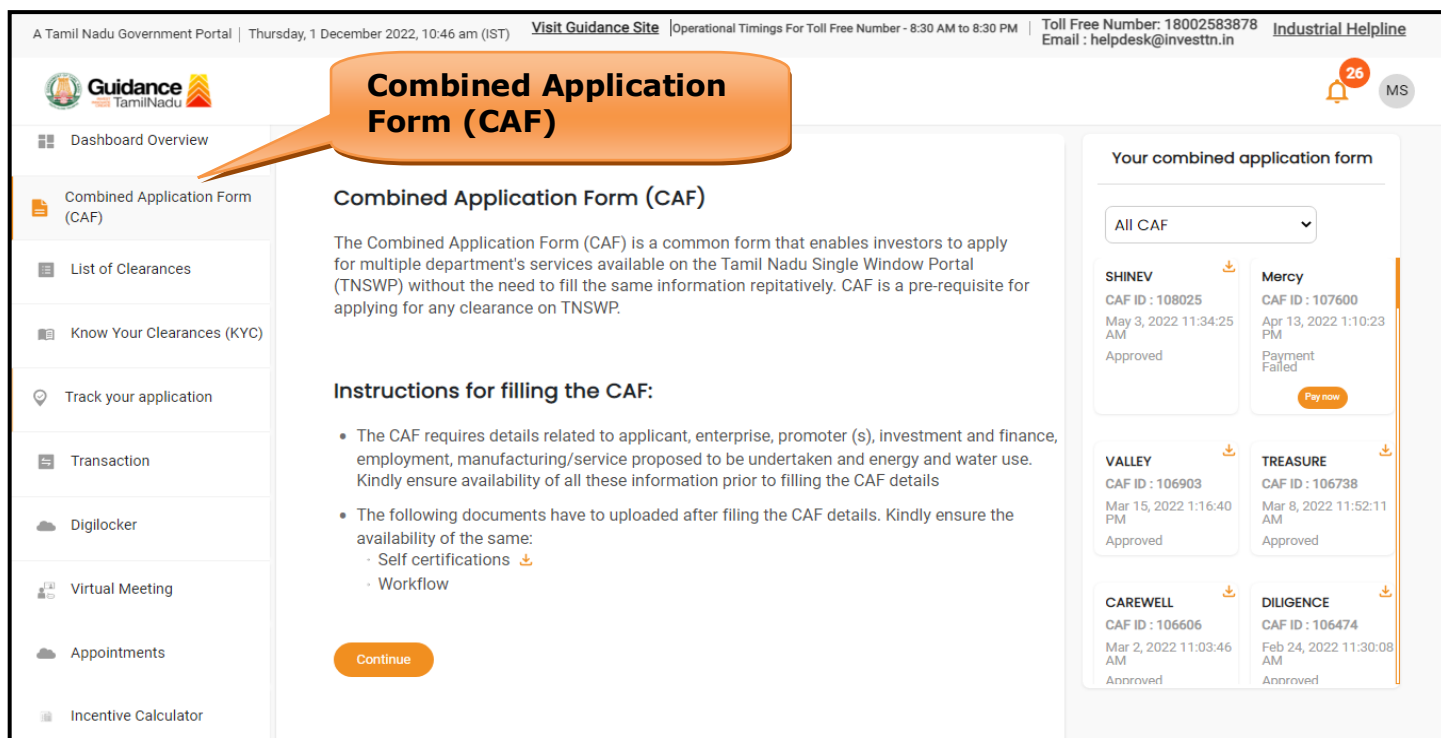 A Tamil Nadu Government Portal | Thursday, 1 December 2022, 10:46 am (IST) Visit Guidance Site | Operational Timings For Toll Free Number - 8:30 AM to 8:30 PM | Toll Free Number: 18002583878 Industrial Helpline
Email : helpdesk@investtn.in
Guidance
TamilNadu
Combined Application
Form (CAF)
26
MS
Dashboard Overview
Combined Application Form
(CAF)
List of Clearances
Know Your Clearances (KYC)
Track your application
Transaction
Digilocker
Virtual Meeting
Appointments
Incentive Calculator
Combined Application Form (CAF)
The Combined Application Form (CAF) is a common form that enables investors to apply
for multiple department's services available on the Tamil Nadu Single Window Portal
(TNSWP) without the need to fill the same information repitatively. CAF is a pre-requisite for
applying for any clearance on TNSWP.
Instructions for filling the CAF:
• The CAF requires details related to applicant, enterprise, promoter (s), investment and finance,
employment, manufacturing/service proposed to be undertaken and energy and water use.
Kindly ensure availability of all these information prior to filling the CAF details
• The following documents have to uploaded after filing the CAF details. Kindly ensure the
availability of the same:
- Self certifications
- Workflow
Continue
Your combined application form
All CAF
SHINEV
CAF ID : 108025
May 3, 2022 11:34:25
AM
Approved
Mercy
CAF ID : 107600
Apr 13, 2022 1:10:23
PM
Payment
Failed
Pay now
VALLEY
CAF ID : 106903
Mar 15, 2022 1:16:40
PM
Approved
TREASURE
CAF ID : 106738
Mar 8, 2022 11:52:11
AM
Approved
CAREWELL
CAF ID : 106606
Mar 2, 2022 11:03:46
AM
Approved
DILIGENCE
CAF ID : 106474
Feb 24, 2022 11:30:08
AM
Approved